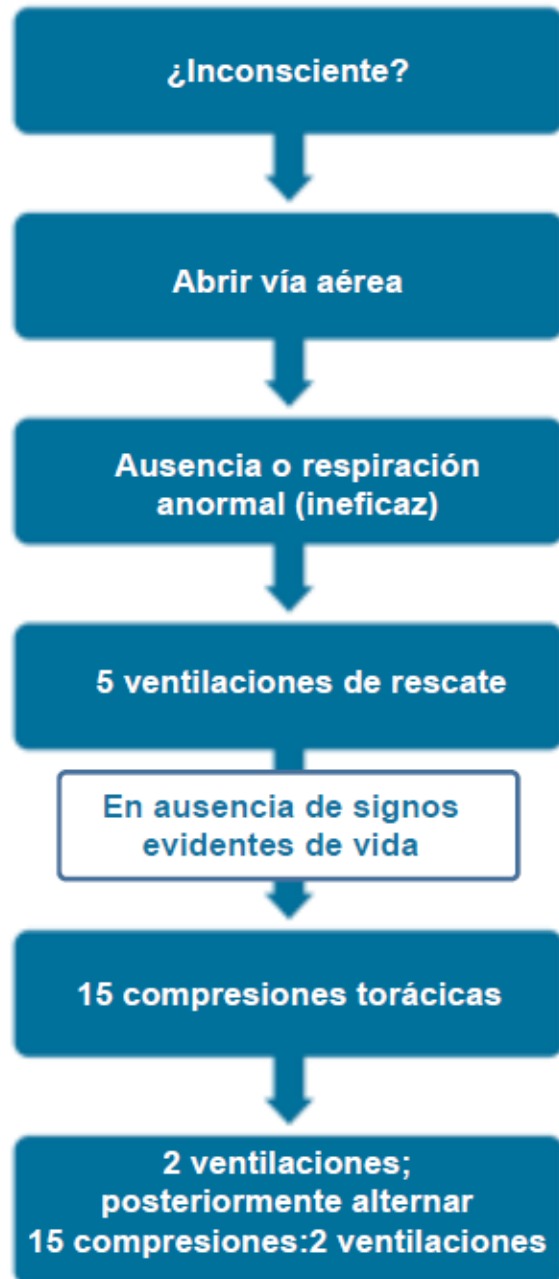 ¿Inconsciente?
Abrir vía aérea
Ausencia o respiración
anormal (ineficaz)
5 ventilaciones de rescate
En ausencia de signos
evidentes de vida
15 compresiones torácicas
2 ventilaciones;
posteriormente alternar
15 compresiones:2 ventilaciones